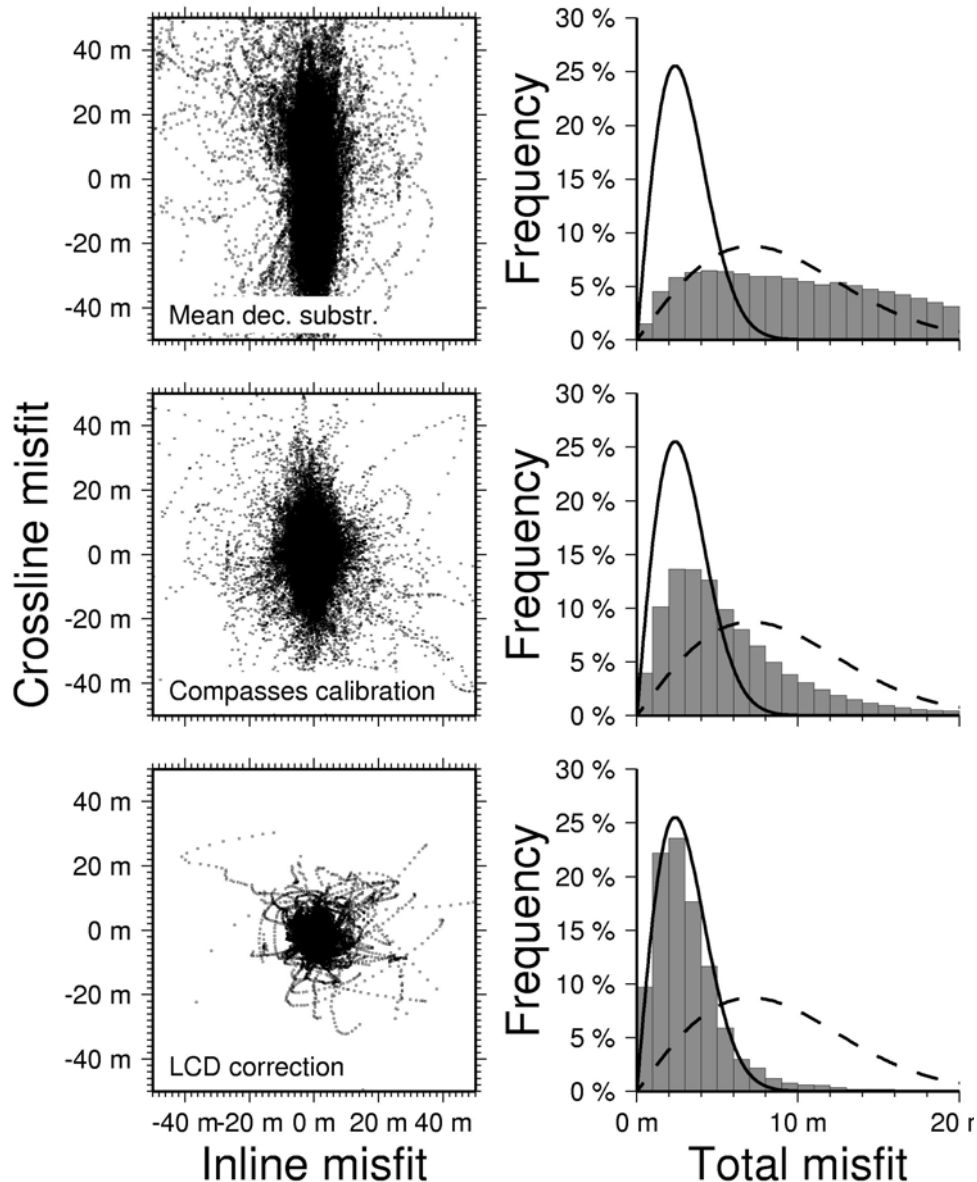 40 m
20 m
0 m
-20 m
-40 m
Mean dec. substr.
30 %
25 %
20 %
15 %
10 %
5 %
0 %
Frequency
40 m
20 m
0 m
-20 m
-40 m
Compasses calibration
30 %
25 %
20 %
15 %
10 %
5 %
0 %
Frequency
Crossline misfit
40 m
20 m
0 m
-20 m
-40 m
LCD correction
-40 m -20 m 0 m 20 m 40 m
Inline misfit
30 %
25 %
20 %
15 %
10 %
5 %
0 %
Frequency
0 m 10 m 20 m
Total misfit